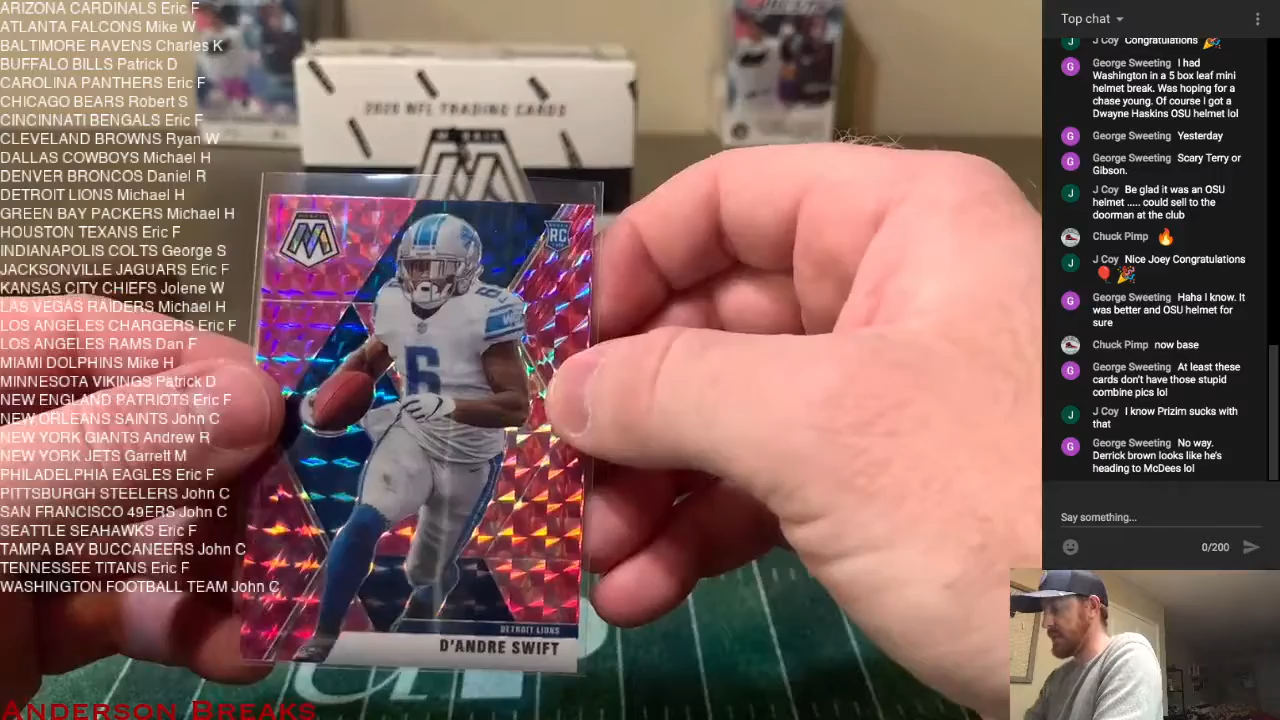 ARIZONA CARDINALS Eric F
ATLANTA FALCONS Mike W
BALTIMORE RAVENS Charles K
BUFFALO BILLS Patrick D
CAROLINA PANTHERS Eric F
CHICAGO BEARS Robert S
CINCINNATI BENGALS Eric F
CLEVELAND BROWNS Ryan W
DALLAS COWBOYS Michael H
DENVER BRONCOS Daniel R
DETROIT LIONS Michael H
GREEN BAY PACKERS Michael H
HOUSTON TEXANS Eric F
INDIANAPOLIS COLTS George S
JACKSONVILLE JAGUARS Eric F
KANSAS CITY CHIEFS Jolene W
LAS VEGAS RAIDERS Michael H
LOS ANGELES CHARGERS Eric F
LOS ANGELES RAMS Dan F
MIAMI DOLPHINS Mike H
MINNESOTA VIKINGS Patrick D
NEW ENGLAND PATRIOTS Eric F
NEW ORLEANS SAINTS John C
NEW YORK GIANTS Andrew R
NEW YORK JETS Garrett M
PHILADELPHIA EAGLES Eric F
PITTSBURGH STEELERS John C
SAN FRANCISCO 49ERS John C
SEATTLE SEAHAWKS Eric F
TAMPA BAY BUCCANEERS John C
TENNESSEE TITANS Eric F
WASHINGTON FOOTBALL TEAM John C
ANDERSON BREAKS
2020 NFL TRADING CARDS
RC
6
DETROIT LIONS
D'ANDRE SWIFT
Top chat
J Coy Congratulations
George Sweeting I had
Washington in a 5 box leaf mini
helmet break. Was hoping for a
chase young. Of course I got a
Dwayne Haskins OSU helmet lol
George Sweeting Yesterday
George Sweeting Scary Terry or
Gibson.
J Coy Be glad it was an OSU
helmet ..... could sell to the
doorman at the club
Chuck Pimp
J Coy Nice Joey Congratulations
George Sweeting Haha I know. It
was better and OSU helmet for
sure
Chuck Pimp now base
George Sweeting At least these
cards don't have those stupid
combine pics lol
J Coy I know Prizim sucks with
that
George Sweeting No way.
Derrick brown looks like he's
heading to McDees lol
Say something...
0/200